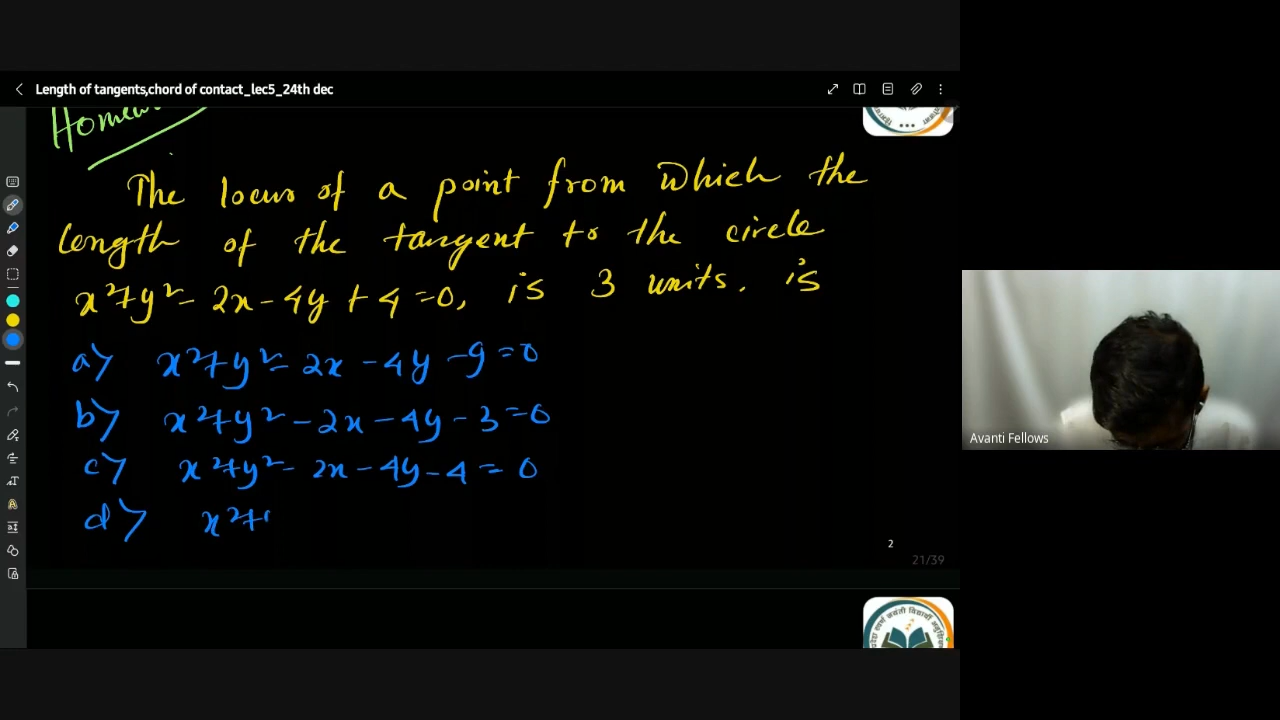 Length of tangents,chord of contact_lec5_24th dec
The locus of a point from which the
length of the tangent to the circle
x²+y²-2x-4y+4=0, is 3 units. is
a> x²+y²-2x-4y-9=0
b> x²+y²-2x-4y-3=0
c> x²+y²-2x-4y-4=0
d> x²+
2
21/39
Avanti Fellows